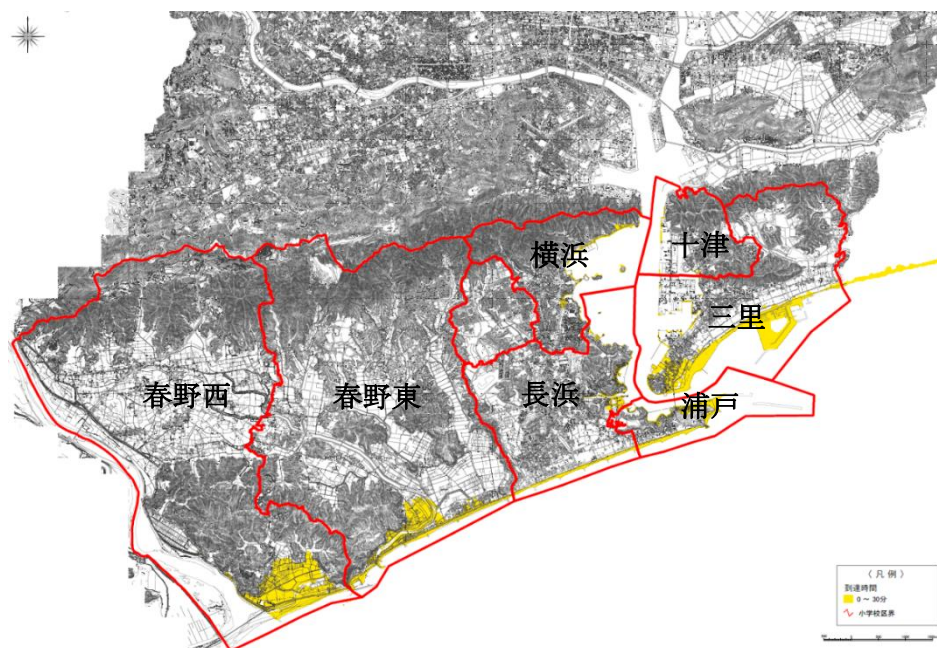 横浜
十津
三里
春野西
春野東
長浜
浦戸
(凡例)
到達時間
0 ~ 30分
小学校区界